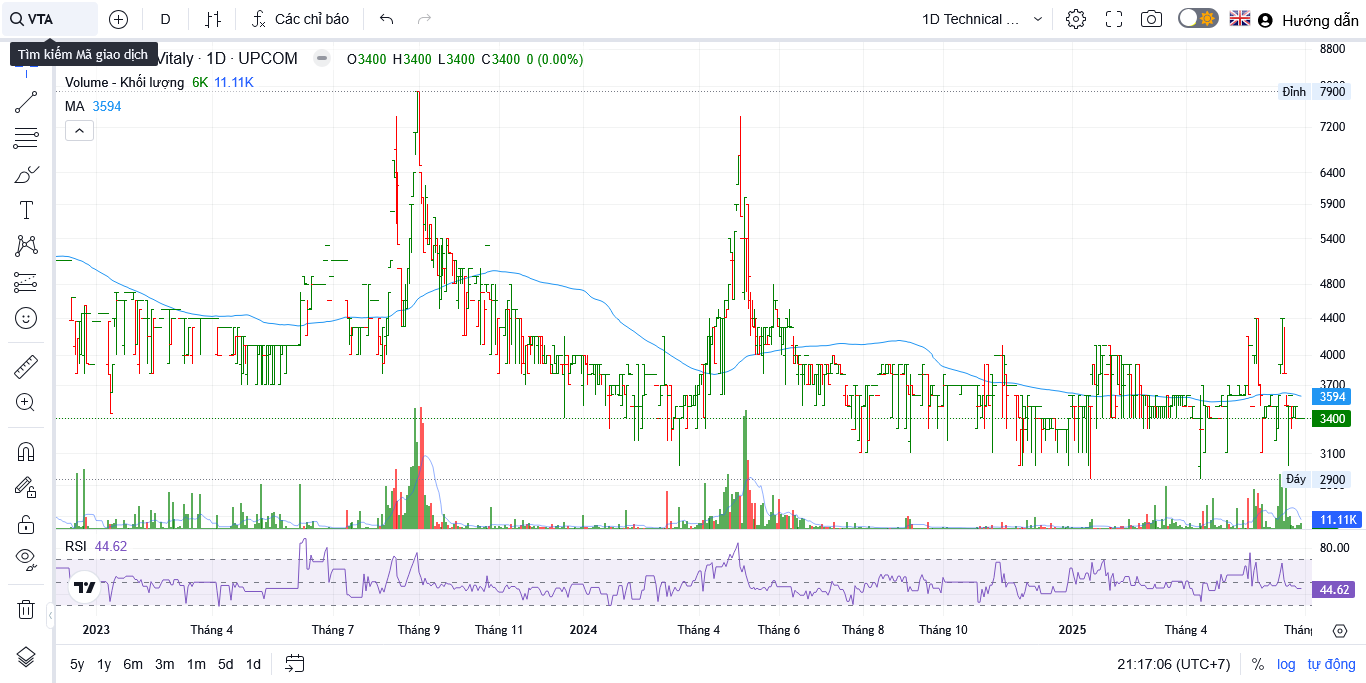 VTA D Các chỉ báo 1D Technical ... Hướng dẫn
Tìm kiếm Mã giao dịch
Vitaly · 1D · UPCOM O3400 H3400 L3400 C3400 0 (0.00%)
Volume - Khối lượng 6K 11.11K
MA 3594
8800
Đỉnh 7900
7200
6400
5900
5400
4800
4400
4000
3700
3594
3400
3100
Đáy 2900
11.11K
RSI 44.62
80.00
44.62
2023 Tháng 4 Tháng 7 Tháng 9 Tháng 11 2024 Tháng 4 Tháng 6 Tháng 8 Tháng 10 2025 Tháng 4
5y 1y 6m 3m 1m 5d 1d 21:17:06 (UTC+7) % log tự động